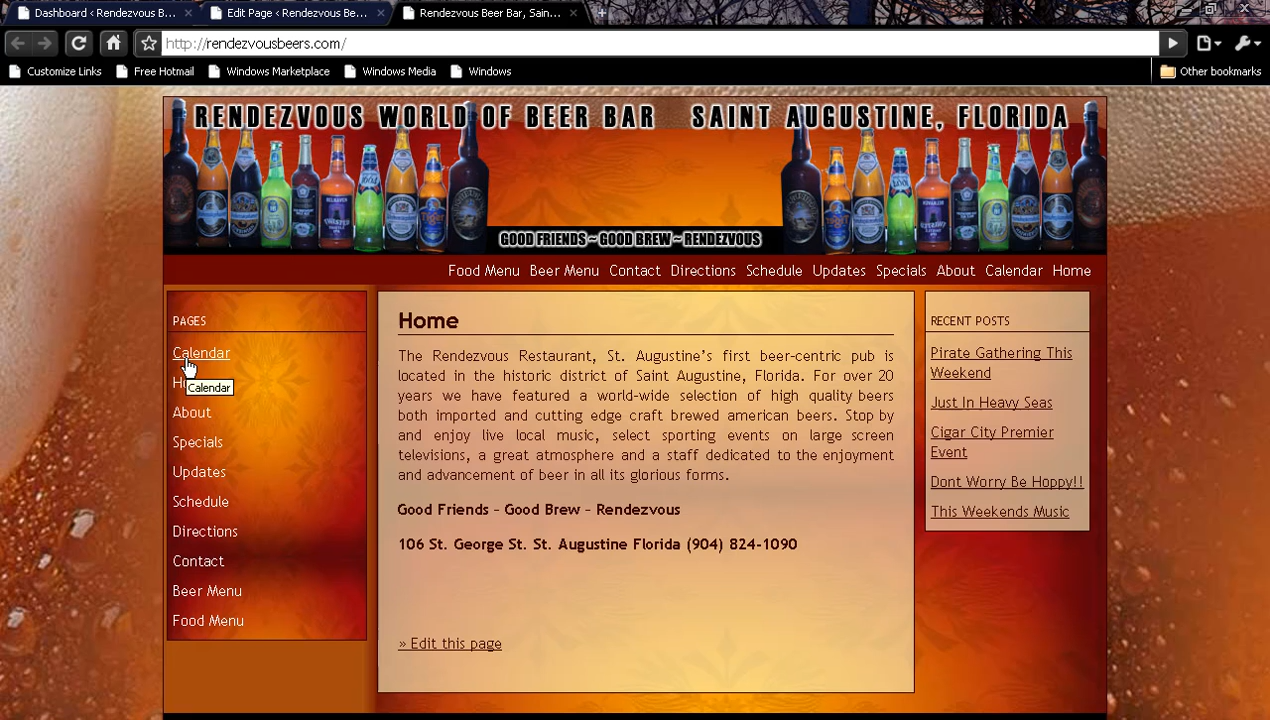 Dashboard ‹ Rendezvous B...
Edit Page ‹ Rendezvous Be...
Rendezvous Beer Bar, Sain...
http://rendezvousbeers.com/
Customize Links
Free Hotmail
Windows Marketplace
Windows Media
Windows
Other bookmarks
RENDEZVOUS WORLD OF BEER BAR SAINT AUGUSTINE, FLORIDA
GOOD FRIENDS ~ GOOD BREW ~ RENDEZVOUS
Food Menu Beer Menu Contact Directions Schedule Updates Specials About Calendar Home
PAGES
Calendar
Calendar
About
Specials
Updates
Schedule
Directions
Contact
Beer Menu
Food Menu
Home
The Rendezvous Restaurant, St. Augustine's first beer-centric pub is
located in the historic district of Saint Augustine, Florida. For over 20
years we have featured a world-wide selection of high quality beers
both imported and cutting edge craft brewed american beers. Stop by
and enjoy live local music, select sporting events on large screen
televisions, a great atmosphere and a staff dedicated to the enjoyment
and advancement of beer in all its glorious forms.
Good Friends – Good Brew – Rendezvous
106 St. George St. St. Augustine Florida (904) 824-1090
» Edit this page
RECENT POSTS
Pirate Gathering This
Weekend
Just In Heavy Seas
Cigar City Premier
Event
Dont Worry Be Hoppy!!
This Weekends Music